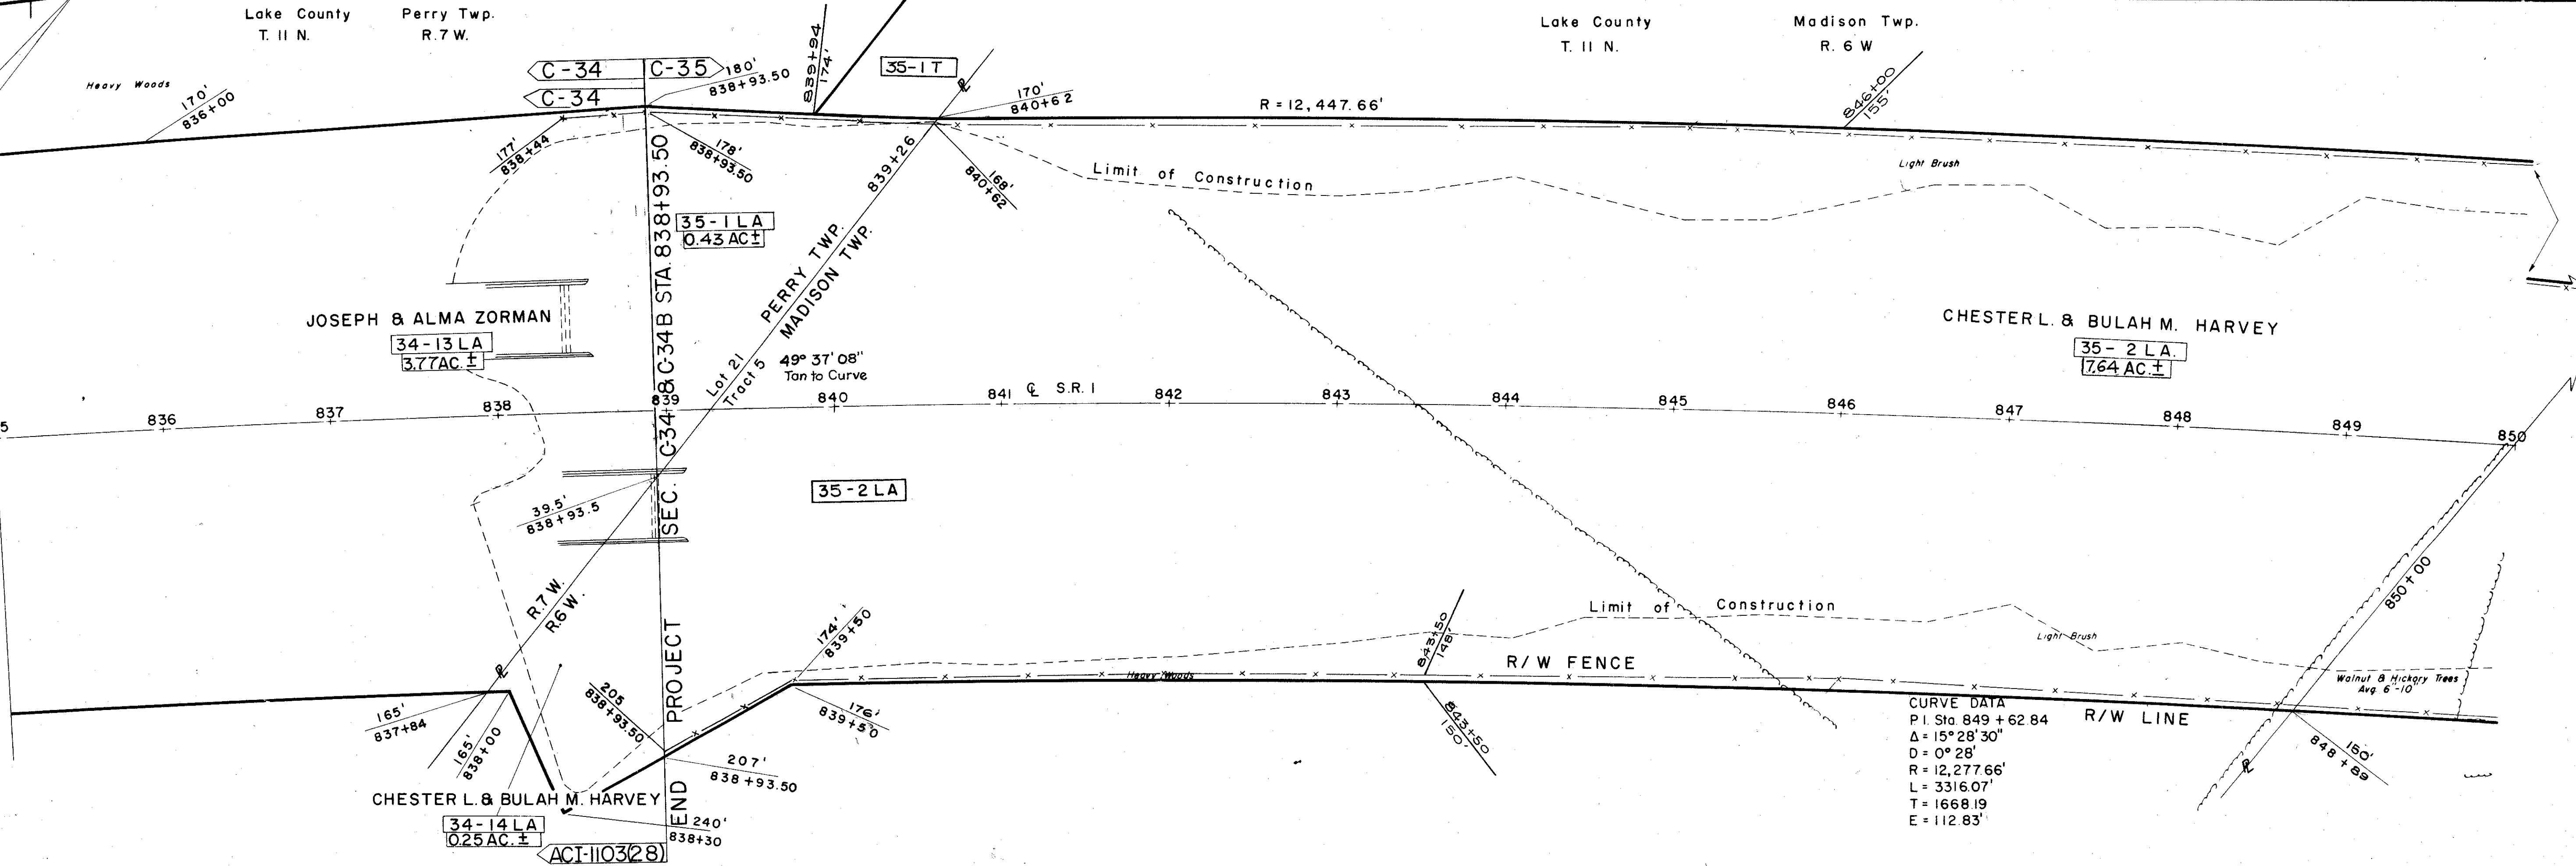 Lake County Perry Twp.
T. 11 N. R. 7 W.
Lake County Madison Twp.
T. 11 N. R. 6 W
Heavy Woods
170'
836+00
C-34
C-35
C-34
180'
838+93.50
839+94
174'
35-1 T
170'
840+62
R = 12,447.66'
846+00
155'
177'
838+44
178'
838+93.50
168'
840+62
Limit of Construction
Light Brush
35-1 LA
0.43 AC±
839+26
PERRY TWP.
MADISON TWP.
JOSEPH & ALMA ZORMAN
34-13 LA
3.77 AC. ±
END PROJECT SEC. C-34 & C-34B STA. 838+93.50
Lot 21
Tract 5
49° 37' 08"
Tan to Curve
CHESTER L. & BULAH M. HARVEY
35-2 LA.
7.64 AC. ±
5 836 837 838 839 840 841 ℄ S.R. 1 842 843 844 845 846 847 848 849 850
39.5'
838+93.5
35-2 LA
R.7 W.
R.6 W.
850+00
Limit of Construction
Light Brush
174'
839+50
843+50
148'
R/W FENCE
Heavy Woods
Walnut & Hickory Trees
Avg. 6"-10"
165'
837+84
165'
838+00
205
838+93.50
176'
839+50
843+50
150'
R/W LINE
150'
848+89
207'
838+93.50
CURVE DATA
P.I. Sta. 849+62.84
Δ = 15° 28' 30"
D = 0° 28'
R = 12,277.66'
L = 3316.07'
T = 1668.19
E = 112.83'
CHESTER L. & BULAH M. HARVEY
34-14 LA
0.25 AC. ±
240'
838+30
ACI-1103(28)